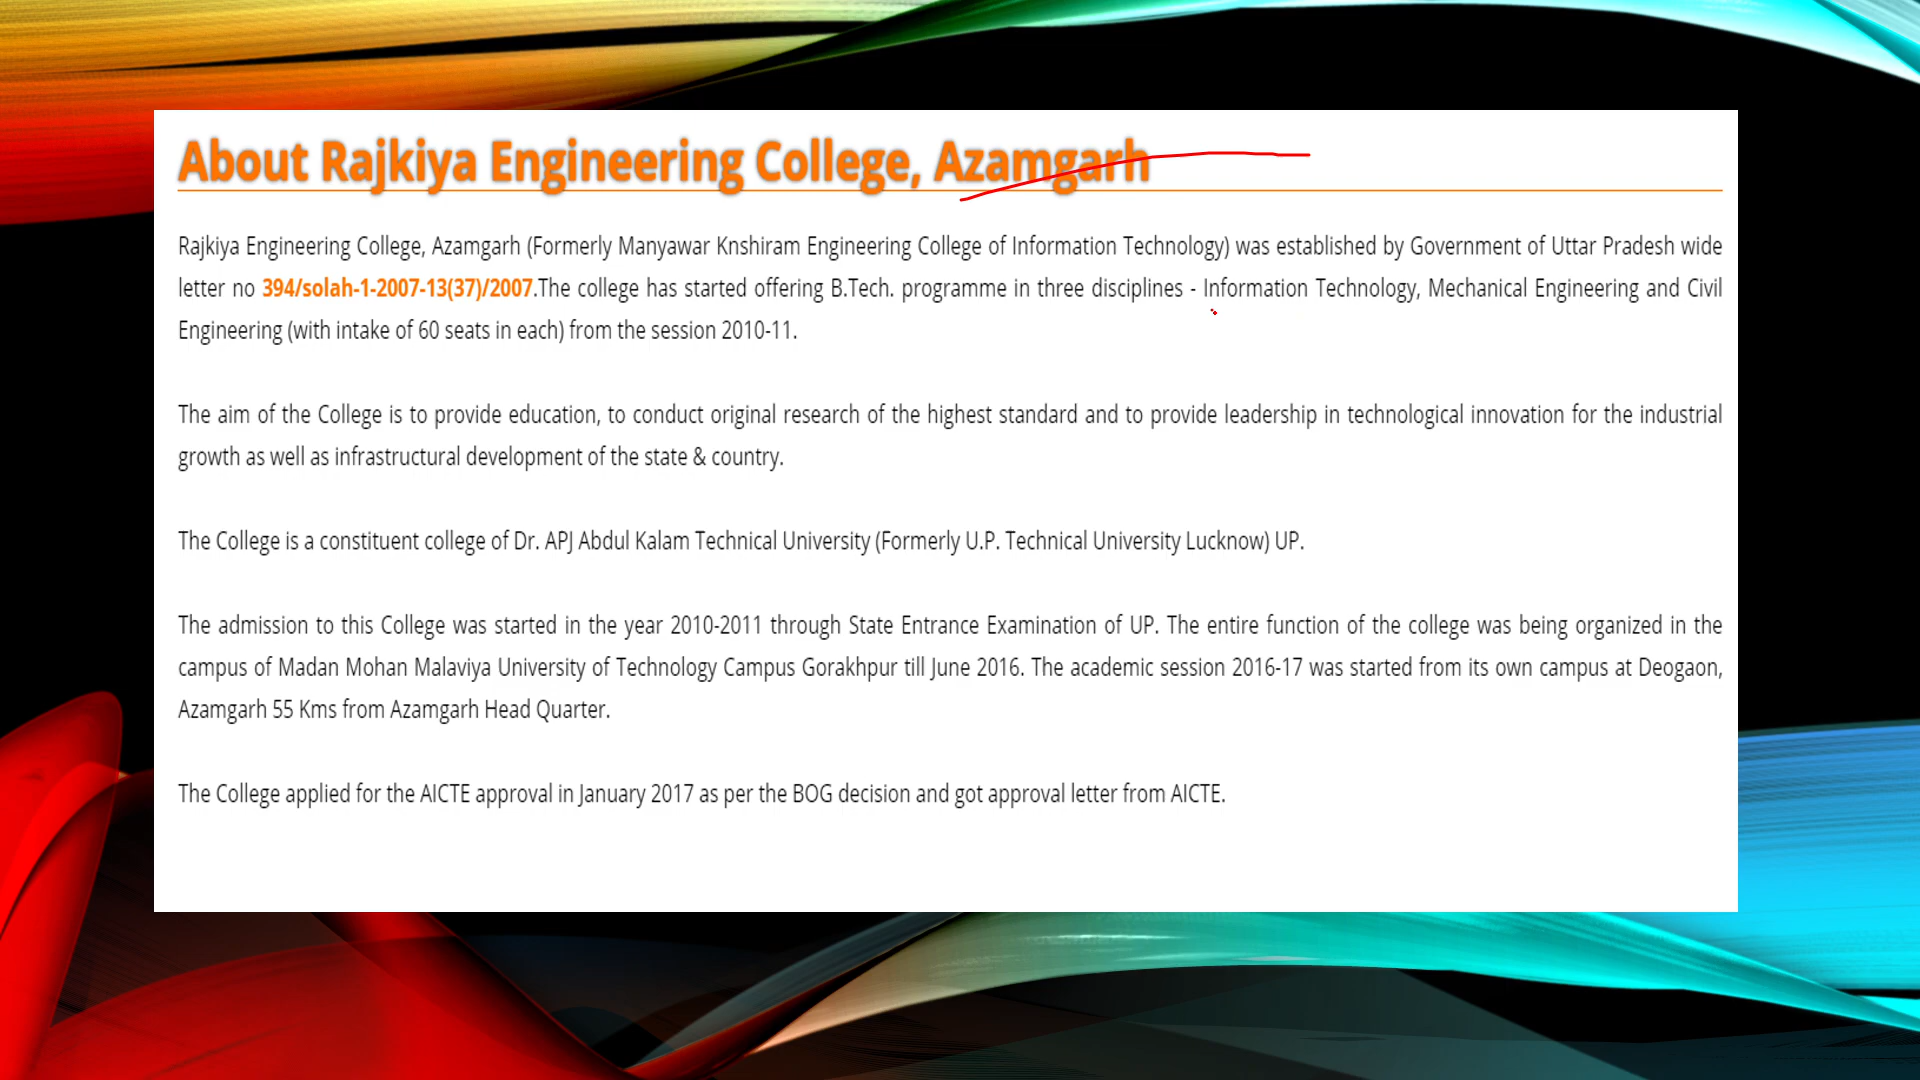 About Rajkiya Engineering College, Azamgarh
Rajkiya Engineering College, Azamgarh (Formerly Manyawar Knshiram Engineering College of Information Technology) was established by Government of Uttar Pradesh wide
letter no 394/solah-1-2007-13(37)/2007.The college has started offering B.Tech. programme in three disciplines - Information Technology, Mechanical Engineering and Civil
Engineering (with intake of 60 seats in each) from the session 2010-11.
The aim of the College is to provide education, to conduct original research of the highest standard and to provide leadership in technological innovation for the industrial
growth as well as infrastructural development of the state & country.
The College is a constituent college of Dr. APJ Abdul Kalam Technical University (Formerly U.P. Technical University Lucknow) UP.
The admission to this College was started in the year 2010-2011 through State Entrance Examination of UP. The entire function of the college was being organized in the
campus of Madan Mohan Malaviya University of Technology Campus Gorakhpur till June 2016. The academic session 2016-17 was started from its own campus at Deogaon,
Azamgarh 55 Kms from Azamgarh Head Quarter.
The College applied for the AICTE approval in January 2017 as per the BOG decision and got approval letter from AICTE.